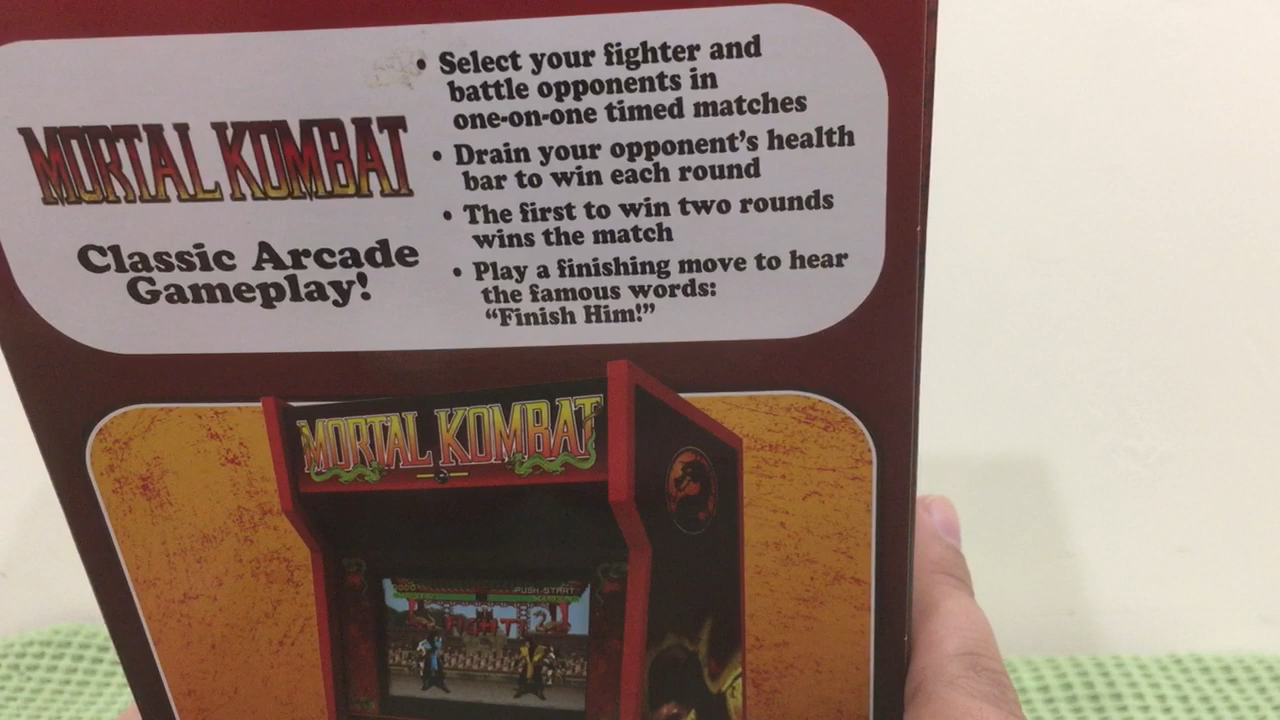 MORTAL KOMBAT
Classic Arcade
Gameplay!
• Select your fighter and
battle opponents in
one-on-one timed matches
• Drain your opponent's health
bar to win each round
• The first to win two rounds
wins the match
• Play a finishing move to hear
the famous words:
“Finish Him!”
MORTAL KOMBAT
PUSH START
FIGHT!